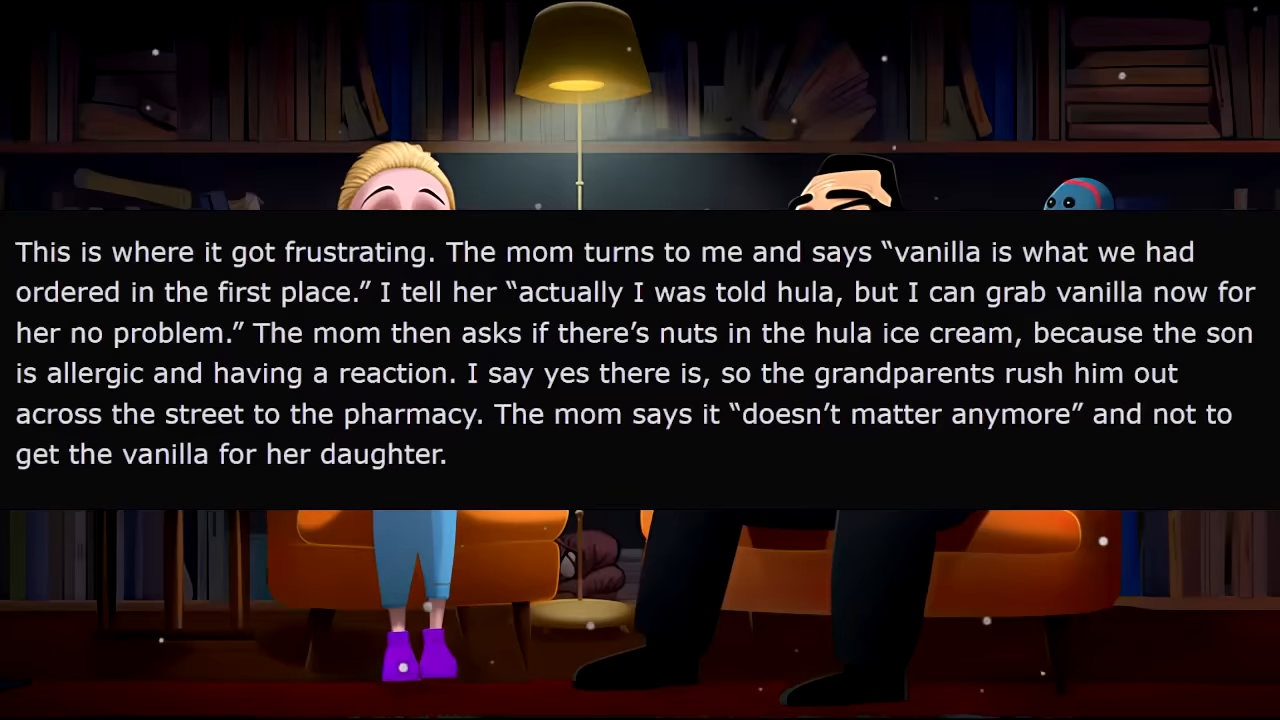 This is where it got frustrating. The mom turns to me and says “vanilla is what we had
ordered in the first place.” I tell her “actually I was told hula, but I can grab vanilla now for
her no problem.” The mom then asks if there’s nuts in the hula ice cream, because the son
is allergic and having a reaction. I say yes there is, so the grandparents rush him out
across the street to the pharmacy. The mom says it “doesn’t matter anymore” and not to
get the vanilla for her daughter.